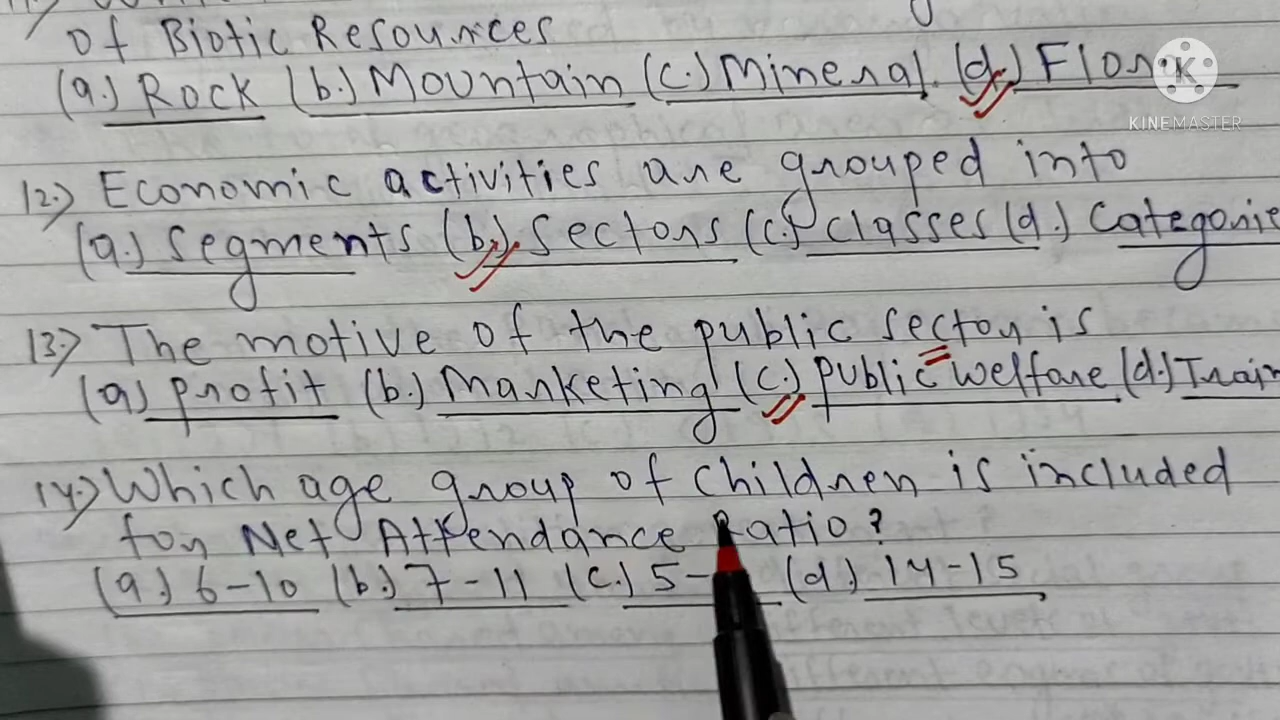 of Biotic Resources
(a.) Rock (b.) Mountain (c.) Mineral (d.) Flora
KINEMASTER
12.) Economic activities are grouped into
(a.) Segments (b.) Sectors (c.) classes (d.) Categorie
13.) The motive of the public sector is
(a) profit (b.) Marketing (c.) public welfare (d.) Train
14.) Which age group of children is included
for Net Attendance Ratio?
(a.) 6-10 (b.) 7-11 (c.) 5- (d.) 14-15